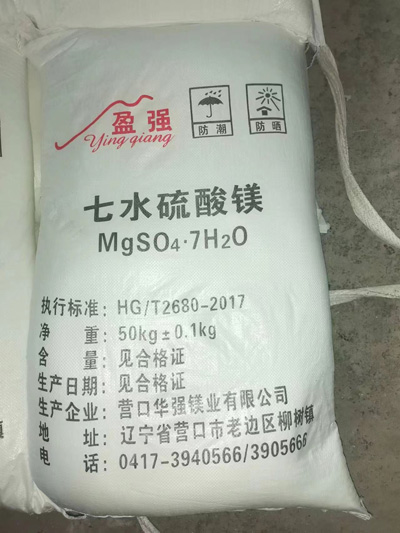 盈强
Ying qiang
防潮
防晒
七水硫酸镁
MgSO4·7H2O
执行标准：HG/T2680-2017
净 重：50kg±0.1kg
含 量：见合格证
生产日期：见合格证
生产企业：营口华强镁业有限公司
地 址：辽宁省营口市老边区柳树镇
电 话：0417-3940566/3905666